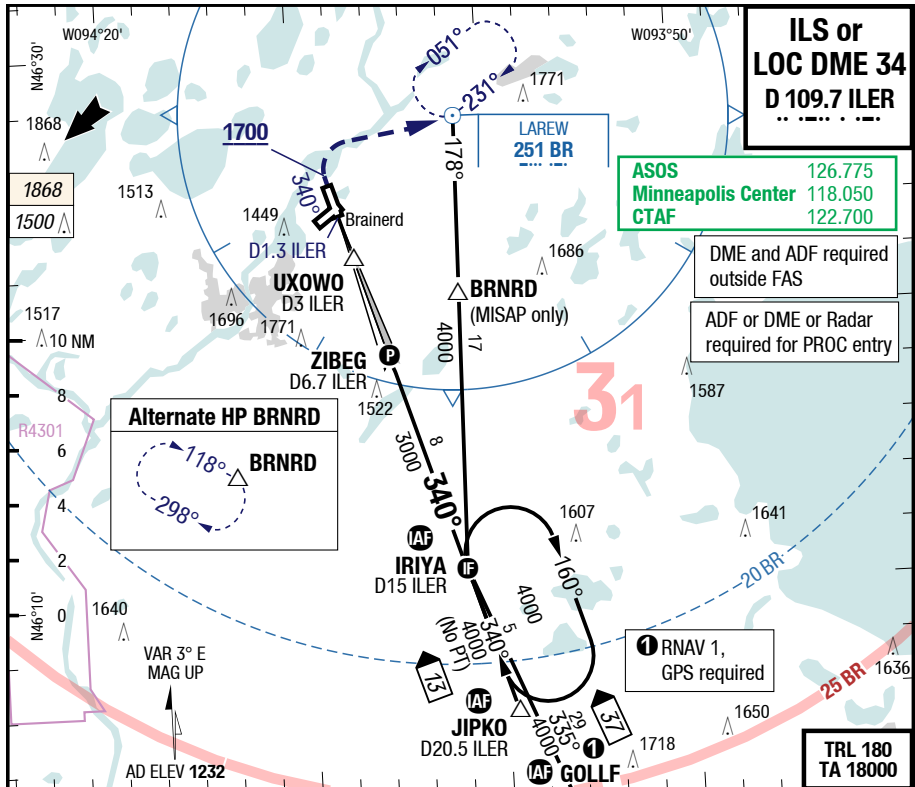 W094°20'
W093°50'
ILS or
LOC DME 34
D 109.7 ILER
N46°30'
051°
231°
1771
1868
1700
LAREW
251 BR
178°
ASOS 126.775
Minneapolis Center 118.050
CTAF 122.700
1868
1500
1513
340°
1449
Brainerd
D1.3 ILER
UXOWO
D3 ILER
1686
DME and ADF required
outside FAS
BRNRD
(MISAP only)
4000
17
1696
1771
1517
10 NM
ADF or DME or Radar
required for PROC entry
ZIBEG
D6.7 ILER
P
1522
31
1587
8
R4301
Alternate HP BRNRD
118°
BRNRD
298°
6
8
3000
340°
4
1607
1641
IAF
IRIYA
D15 ILER
IF
2
160°
20 BR
4000
N46°10'
0
1640
5
340°
4000
(No PT)
1 RNAV 1,
GPS required
1636
VAR 3° E
MAG UP
13
25 BR
IAF
JIPKO
D20.5 ILER
37
29
335°
4000
1650
1718
1
AD ELEV 1232
IAF
GOLLF
TRL 180
TA 18000